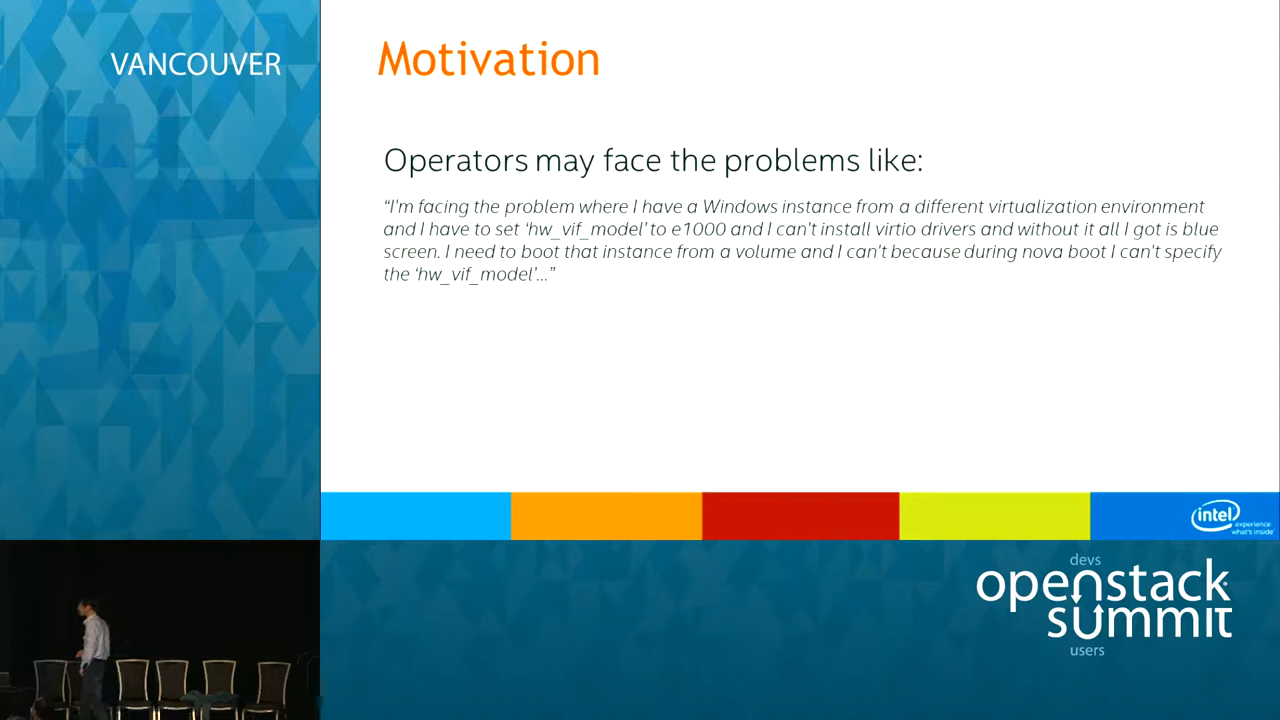 VANCOUVER
Motivation
Operators may face the problems like:
“I'm facing the problem where I have a Windows instance from a different virtualization environment
and I have to set ‘hw_vif_model’ to e1000 and I can't install virtio drivers and without it all I got is blue
screen. I need to boot that instance from a volume and I can't because during nova boot I can't specify
the ‘hw_vif_model’...”
intel
experience
what's inside
devs
openstack
summit
users